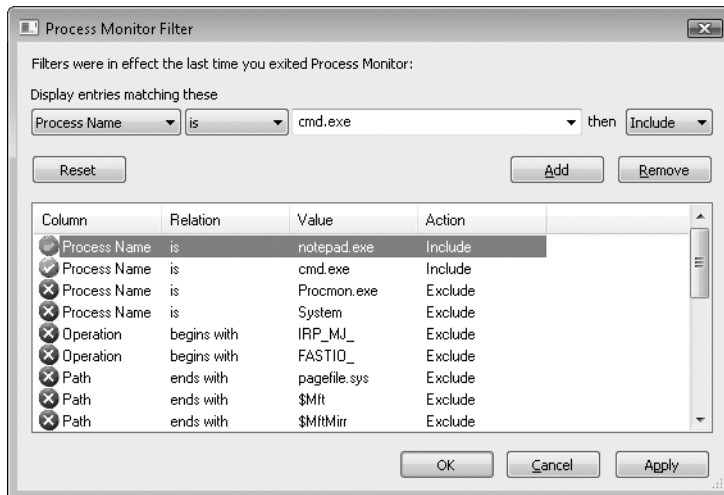 Process Monitor Filter
Filters were in effect the last time you exited Process Monitor:
Display entries matching these
Process Name is cmd.exe then Include
Reset Add Remove
Column Relation Value Action
Process Name is notepad.exe Include
Process Name is cmd.exe Include
Process Name is Procmon.exe Exclude
Process Name is System Exclude
Operation begins with IRP_MJ_ Exclude
Operation begins with FASTIO_ Exclude
Path ends with pagefile.sys Exclude
Path ends with $Mft Exclude
Path ends with $MftMirr Exclude
OK Cancel Apply